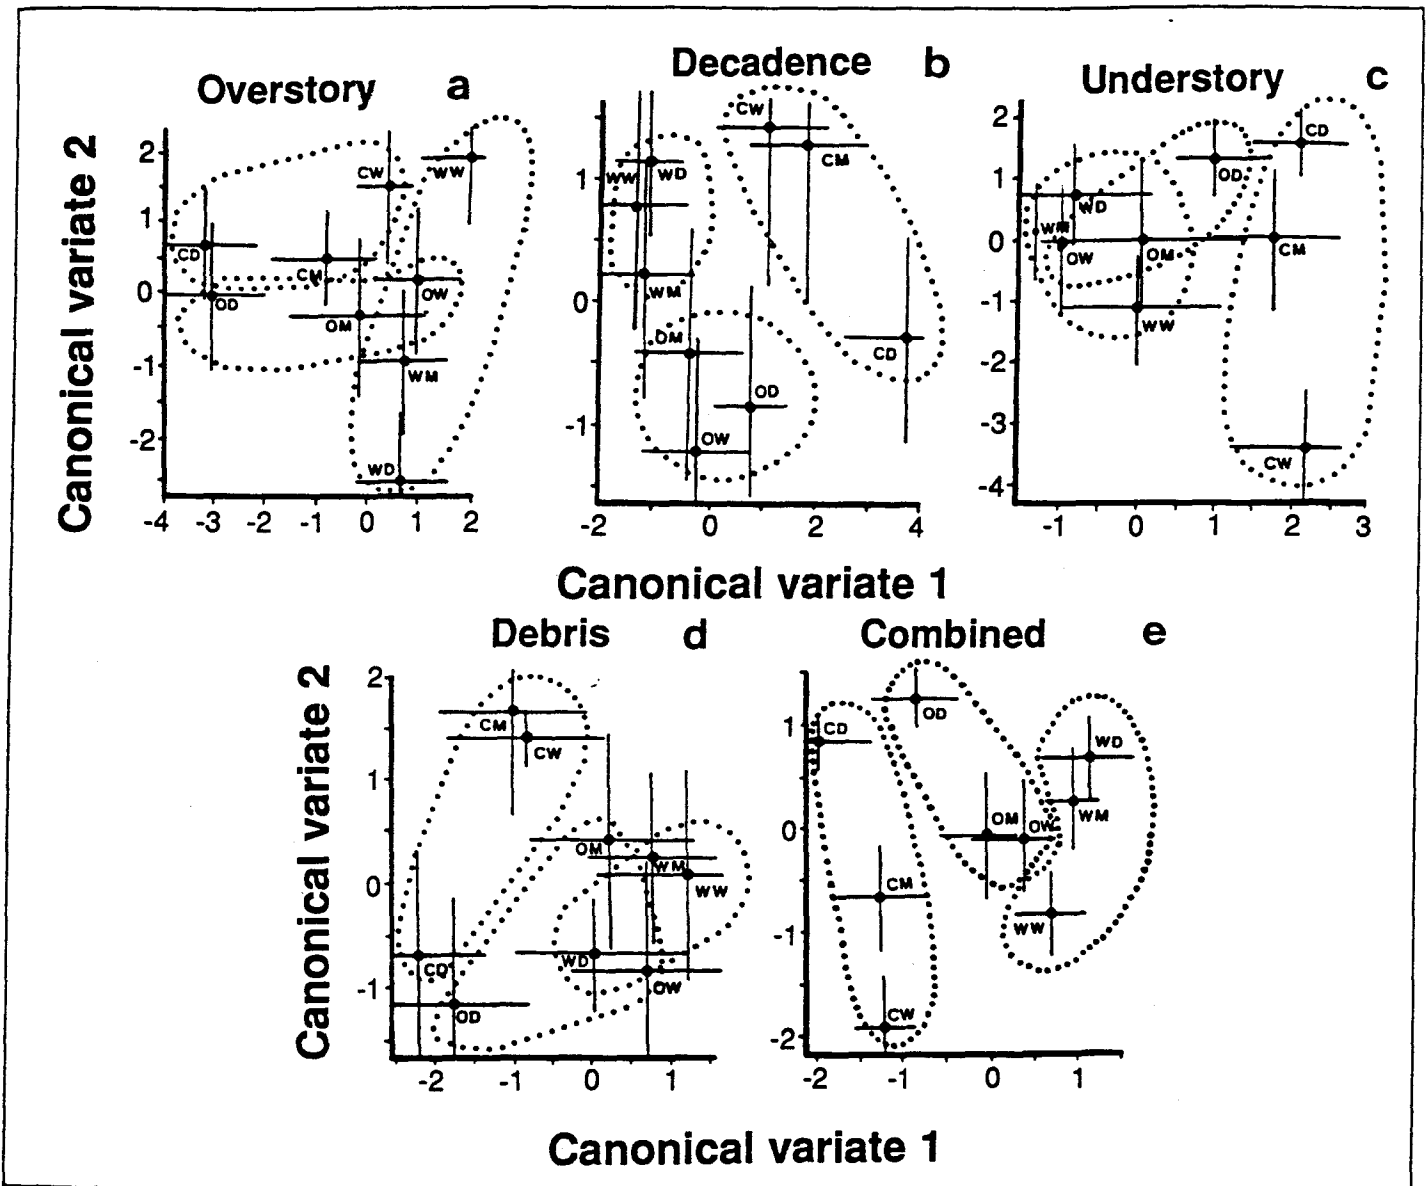 Overstory a
Decadence b
Understory c
Canonical variate 2
2
1
0
-1
-2
CW
WW
CD
CM
OD
OW
OM
WM
WD
-4 -3 -2 -1 0 1 2
1
0
-1
CW
CM
WW
WD
WM
OM
CD
OD
OW
-2 0 2 4
2
1
0
-1
-2
-3
-4
CD
OD
WD
WM
OW
OM
CM
WW
CW
-1 0 1 2 3
Canonical variate 1
Debris d
Combined e
Canonical variate 2
2
1
0
-1
CM
CW
OM
WM
WW
WD
CD
OW
OD
-2 -1 0 1
1
0
-1
-2
OD
CD
WD
WM
OM
OW
CM
WW
CW
-2 -1 0 1
Canonical variate 1